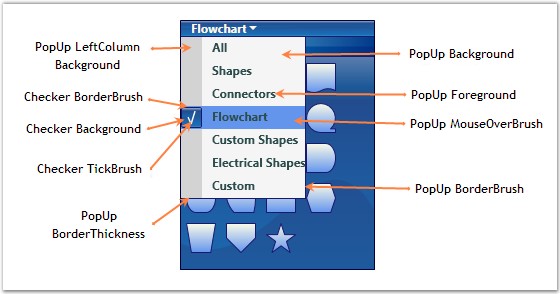 Flowchart
PopUp LeftColumn
Background
All
PopUp Background
Shapes
Checker BorderBrush
Connectors
PopUp Foreground
Checker Background
√
Flowchart
PopUp MouseOverBrush
Custom Shapes
Checker TickBrush
Electrical Shapes
Custom
PopUp BorderBrush
PopUp
BorderThickness